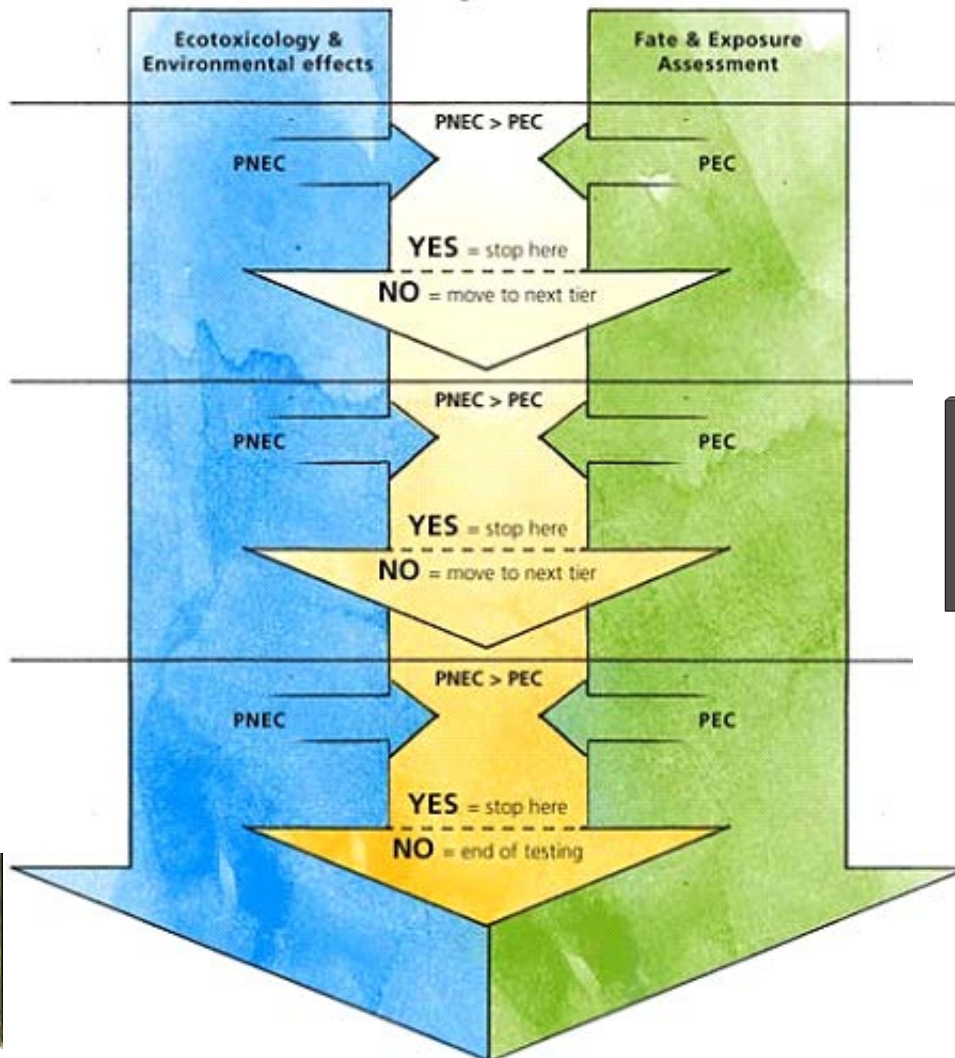 Ecotoxicology &
Environmental effects
Fate & Exposure
Assessment
PNEC > PEC
PNEC
PEC
YES = stop here
NO = move to next tier
PNEC > PEC
PNEC
PEC
YES = stop here
NO = move to next tier
PNEC > PEC
PNEC
PEC
YES = stop here
NO = end of testing